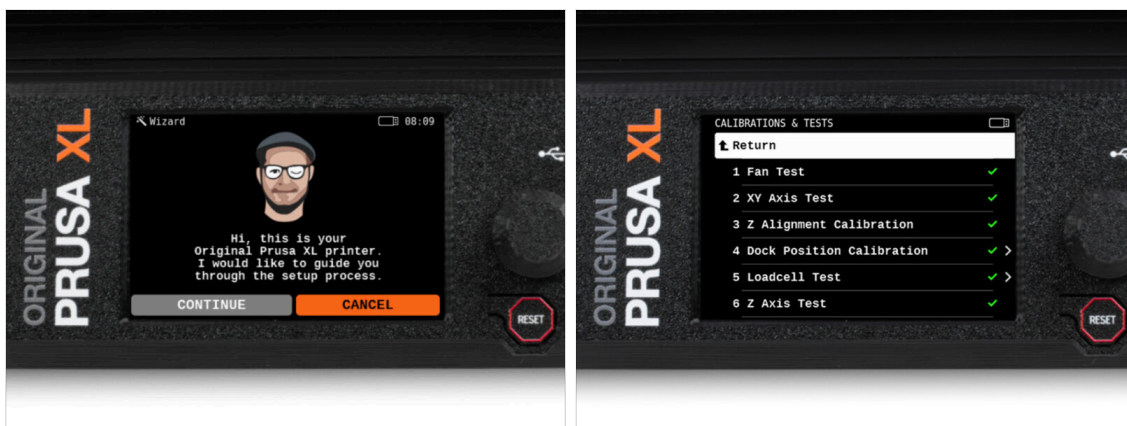 ORIGINAL
PRUSA XL
Wizard
08:09
Hi, this is your
Original Prusa XL printer.
I would like to guide you
through the setup process.
CONTINUE
CANCEL
RESET
ORIGINAL
PRUSA XL
CALIBRATIONS & TESTS
Return
1 Fan Test
2 XY Axis Test
3 Z Alignment Calibration
4 Dock Position Calibration
5 Loadcell Test
6 Z Axis Test
RESET